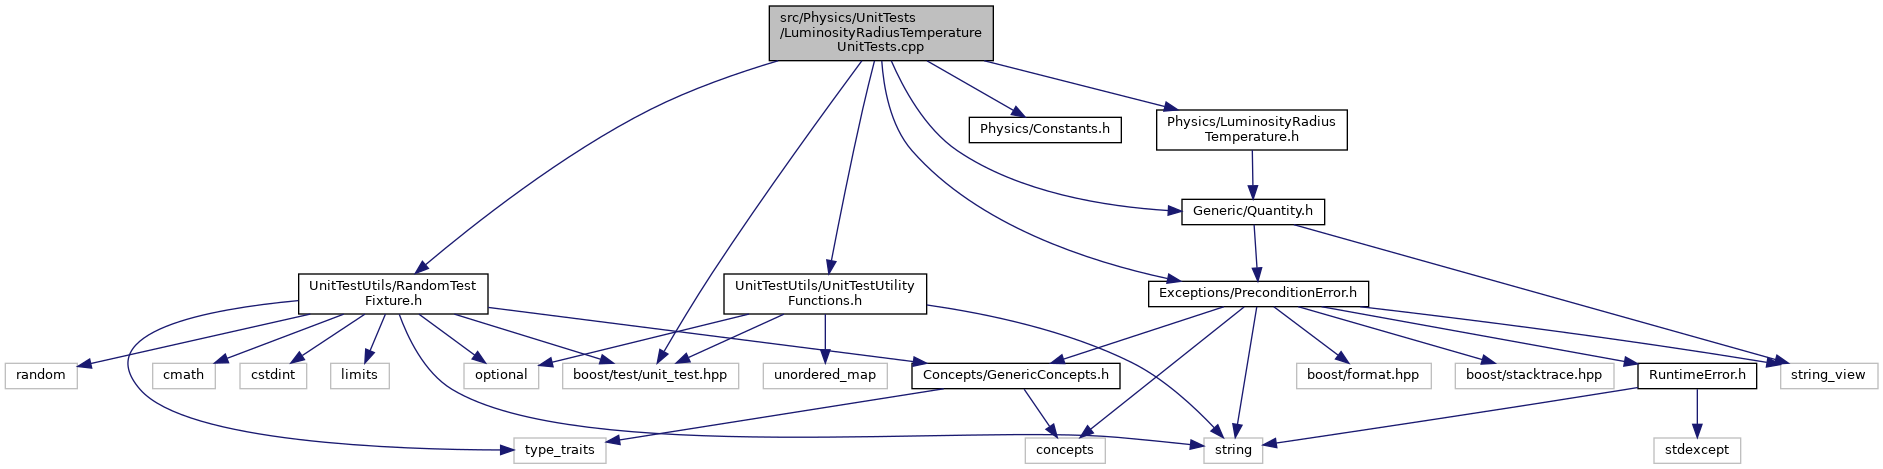 src/Physics/UnitTests
/LuminosityRadiusTemperature
UnitTests.cpp
Physics/Constants.h
Physics/LuminosityRadius
Temperature.h
Generic/Quantity.h
UnitTestUtils/RandomTest
Fixture.h
UnitTestUtils/UnitTestUtility
Functions.h
Exceptions/PreconditionError.h
random
cmath
cstdint
limits
optional
boost/test/unit_test.hpp
unordered_map
Concepts/GenericConcepts.h
boost/format.hpp
boost/stacktrace.hpp
RuntimeError.h
string_view
type_traits
concepts
string
stdexcept